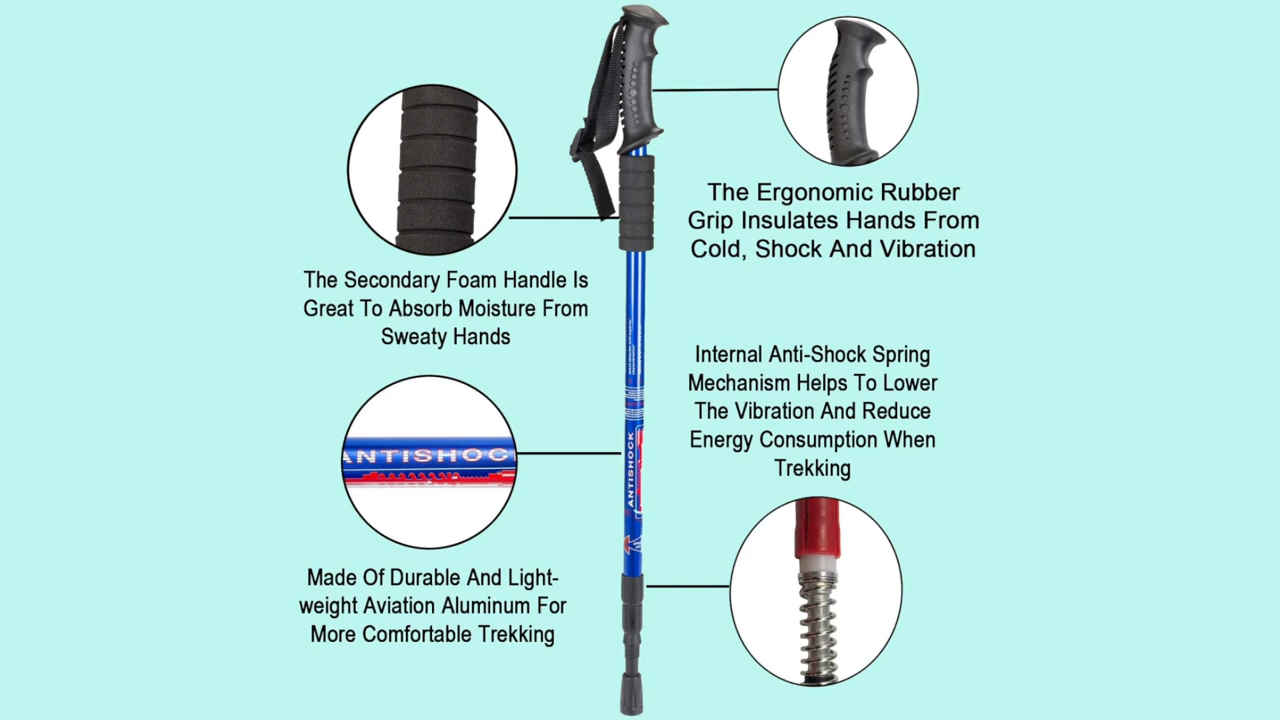 The Ergonomic Rubber
Grip Insulates Hands From
Cold, Shock And Vibration
The Secondary Foam Handle Is
Great To Absorb Moisture From
Sweaty Hands
Internal Anti-Shock Spring
Mechanism Helps To Lower
The Vibration And Reduce
Energy Consumption When
Trekking
ANTISHOCK
ANTISHOC
Made Of Durable And Light-
weight Aviation Aluminum For
More Comfortable Trekking